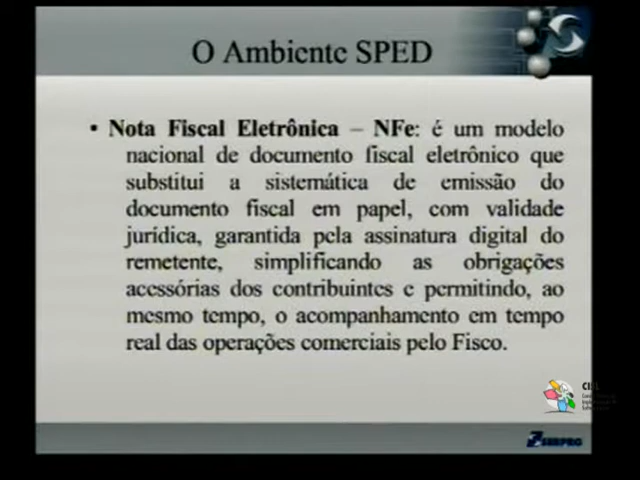 O Ambiente SPED
• Nota Fiscal Eletrônica – NFe: é um modelo
nacional de documento fiscal eletrônico que
substitui a sistemática de emissão do
documento fiscal em papel, com validade
jurídica, garantida pela assinatura digital do
remetente, simplificando as obrigações
acessórias dos contribuintes e permitindo, ao
mesmo tempo, o acompanhamento em tempo
real das operações comerciais pelo Fisco.
SERPRO